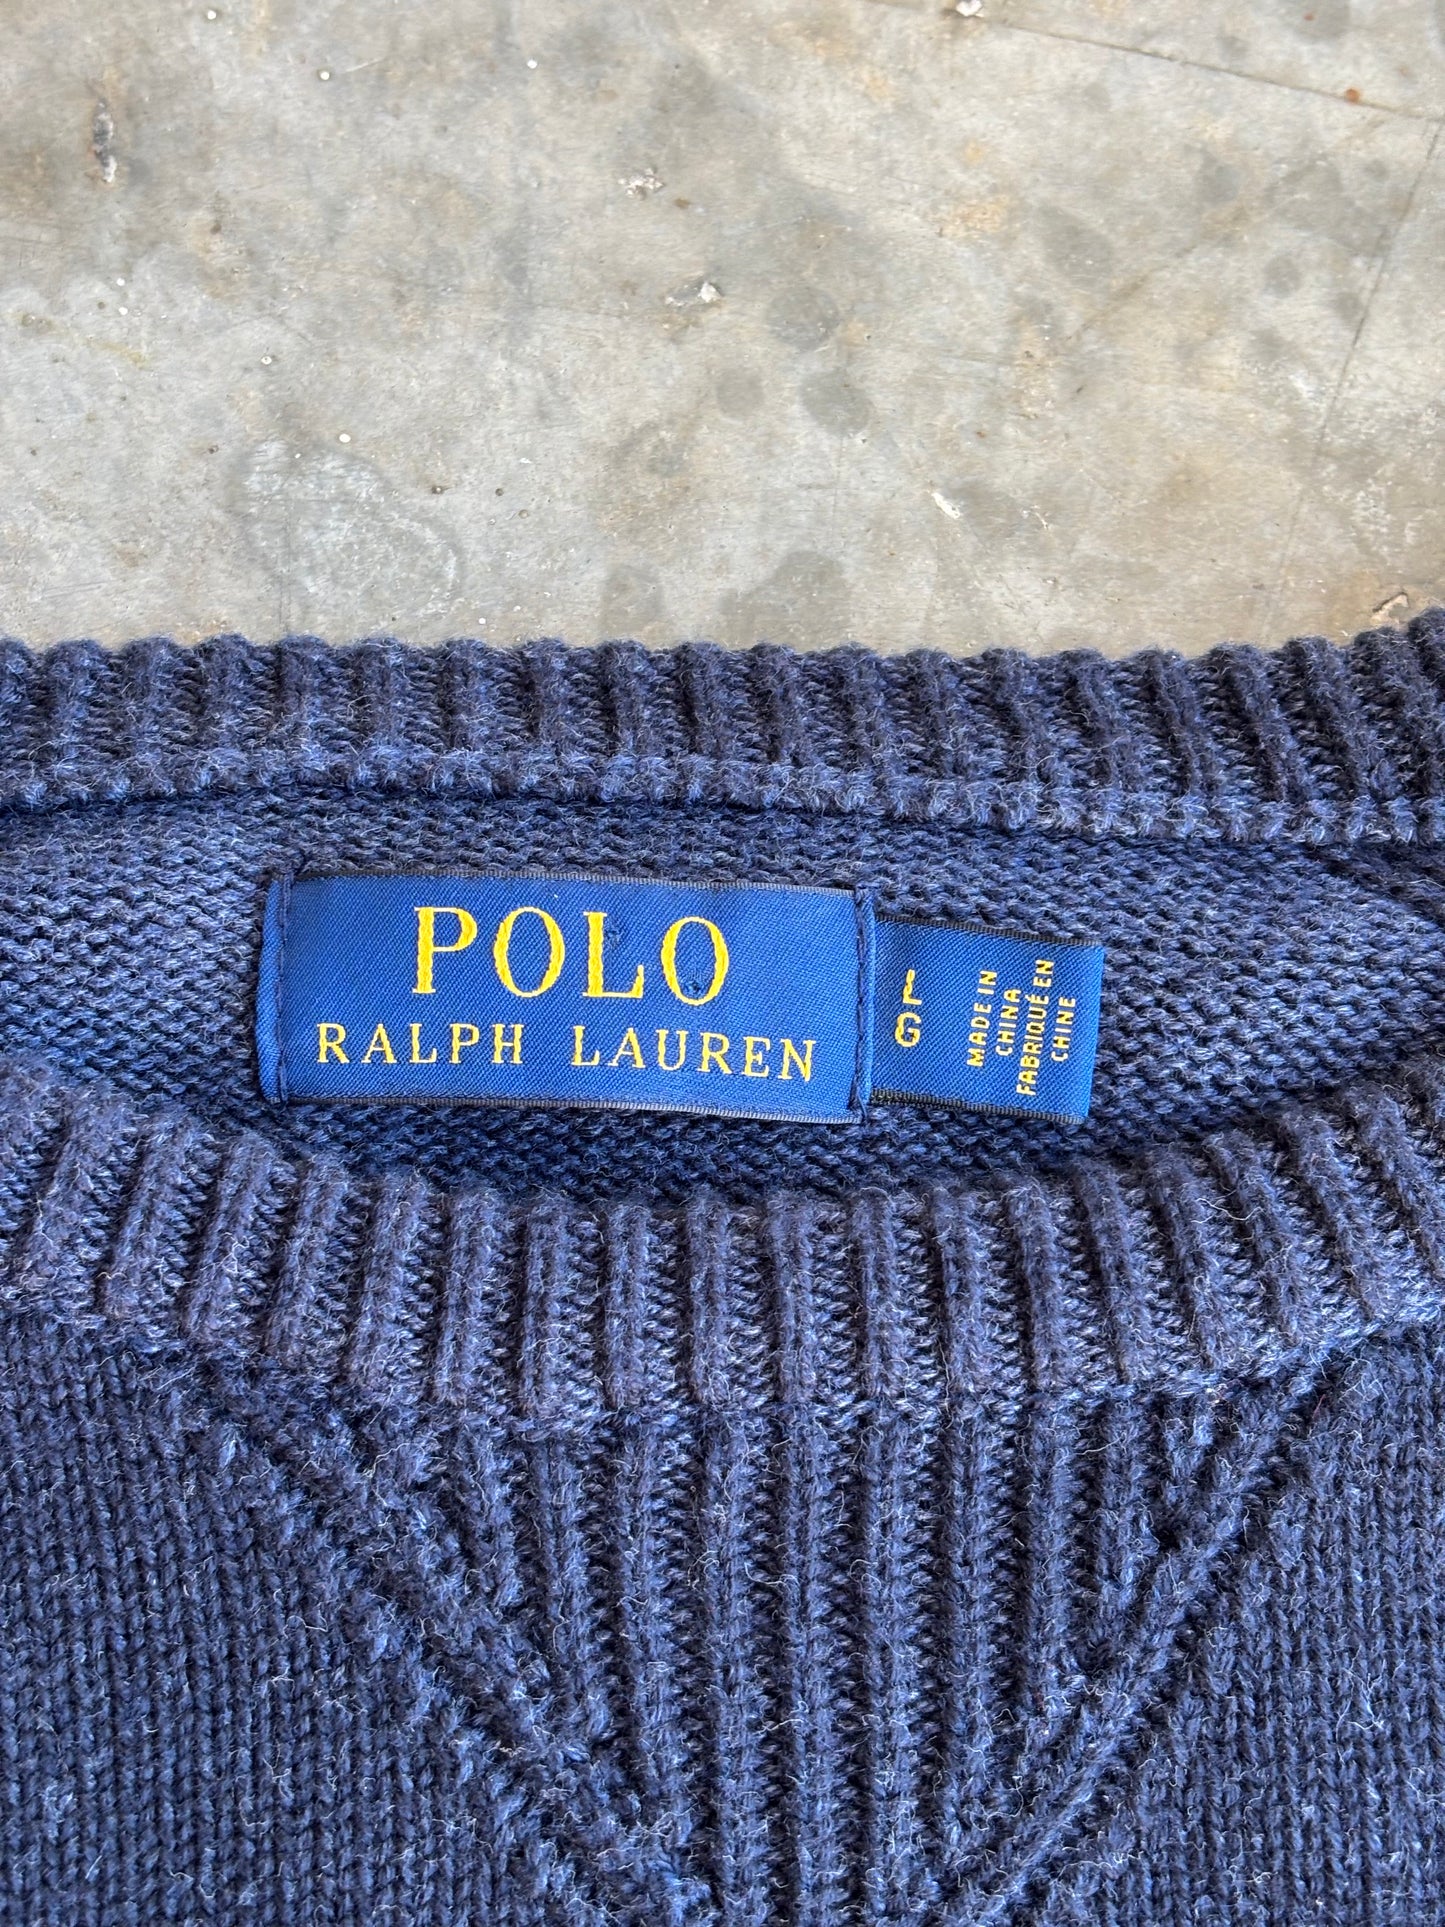 POLO
RALPH LAUREN
L
G
MADE IN
CHINA
FABRIQUÉ EN
CHINE